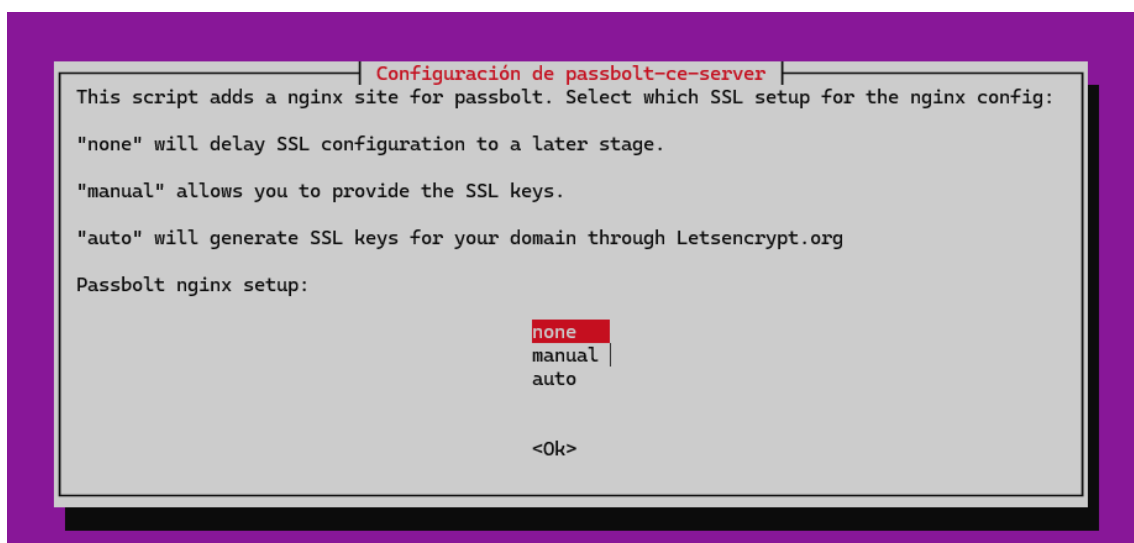 Configuración de passbolt-ce-server
This script adds a nginx site for passbolt. Select which SSL setup for the nginx config:
"none" will delay SSL configuration to a later stage.
"manual" allows you to provide the SSL keys.
"auto" will generate SSL keys for your domain through Letsencrypt.org
Passbolt nginx setup:
none
manual
auto
<Ok>